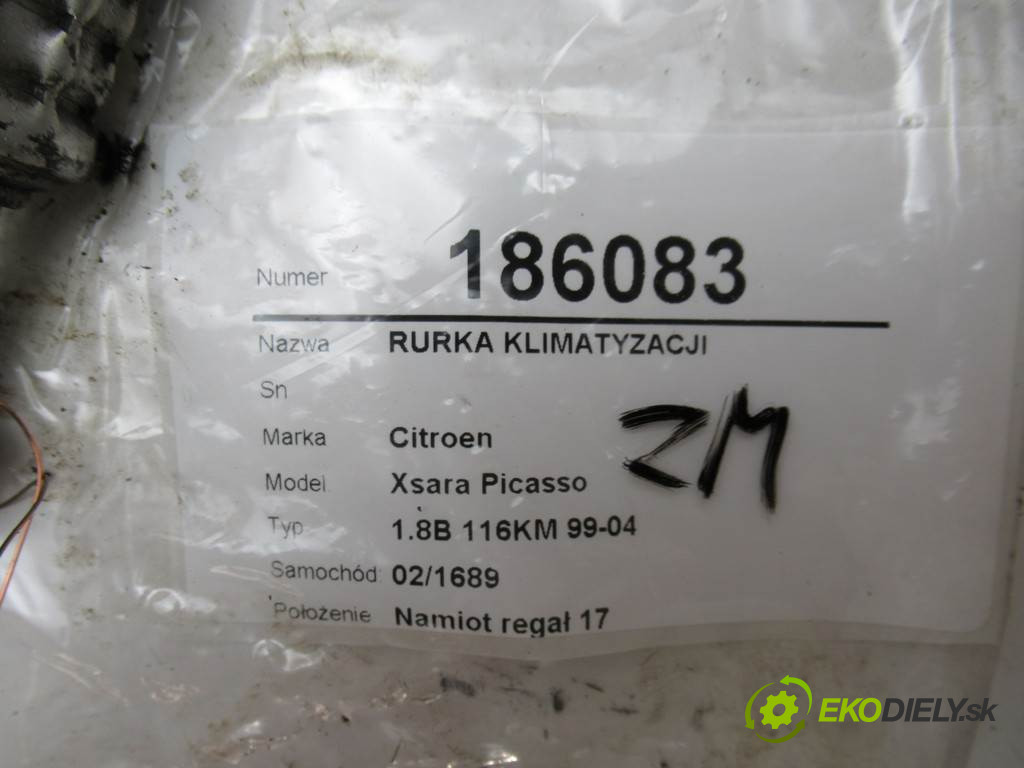 Numer 186083
Nazwa RURKA KLIMATYZACJI
Sn
Marka Citroen
Model Xsara Picasso
ZM
Typ 1.8B 116KM 99-04
Samochód 02/1689
Położenie Namiot regał 17
EKODIELY.sk